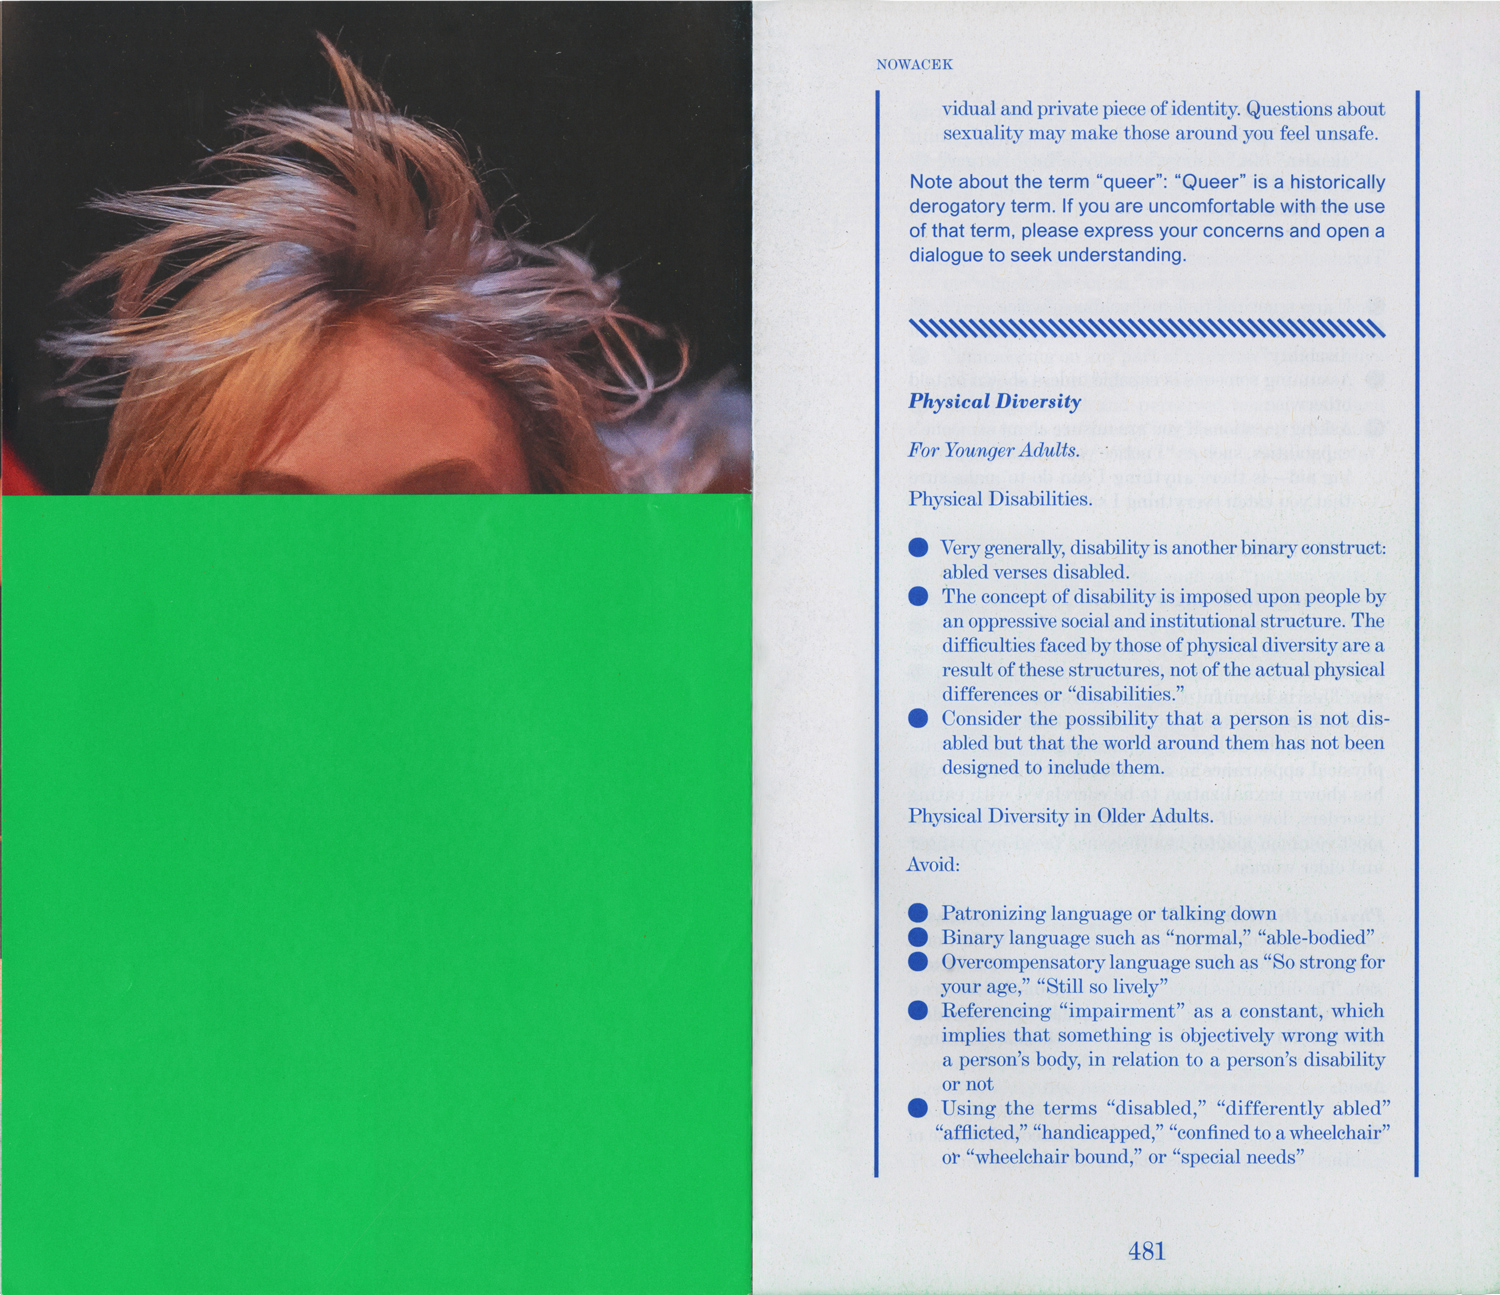 NOWACEK
vidual and private piece of identity. Questions about
sexuality may make those around you feel unsafe.
Note about the term “queer”: “Queer” is a historically
derogatory term. If you are uncomfortable with the use
of that term, please express your concerns and open a
dialogue to seek understanding.
Physical Diversity
For Younger Adults.
Physical Disabilities.
● Very generally, disability is another binary construct:
abled verses disabled.
● The concept of disability is imposed upon people by
an oppressive social and institutional structure. The
difficulties faced by those of physical diversity are a
result of these structures, not of the actual physical
differences or “disabilities.”
● Consider the possibility that a person is not dis-
abled but that the world around them has not been
designed to include them.
Physical Diversity in Older Adults.
Avoid:
● Patronizing language or talking down
● Binary language such as “normal,” “able-bodied”
● Overcompensatory language such as “So strong for
your age,” “Still so lively”
● Referencing “impairment” as a constant, which
implies that something is objectively wrong with
a person’s body, in relation to a person’s disability
or not
● Using the terms “disabled,” “differently abled”
“afflicted,” “handicapped,” “confined to a wheelchair”
or “wheelchair bound,” or “special needs”
481